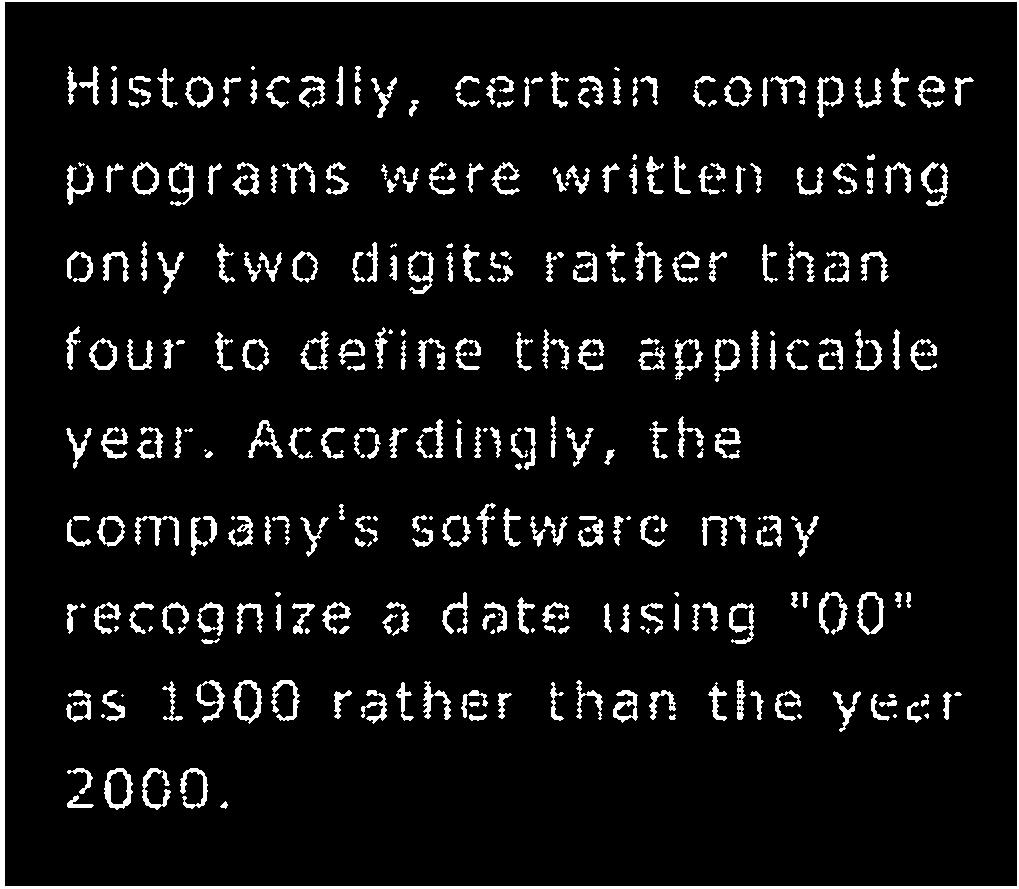 Historically, certain computer
programs were written using
only two digits rather than
four to define the applicable
year. Accordingly, the
company's software may
recognize a date using "00"
as 1900 rather than the year
2000.